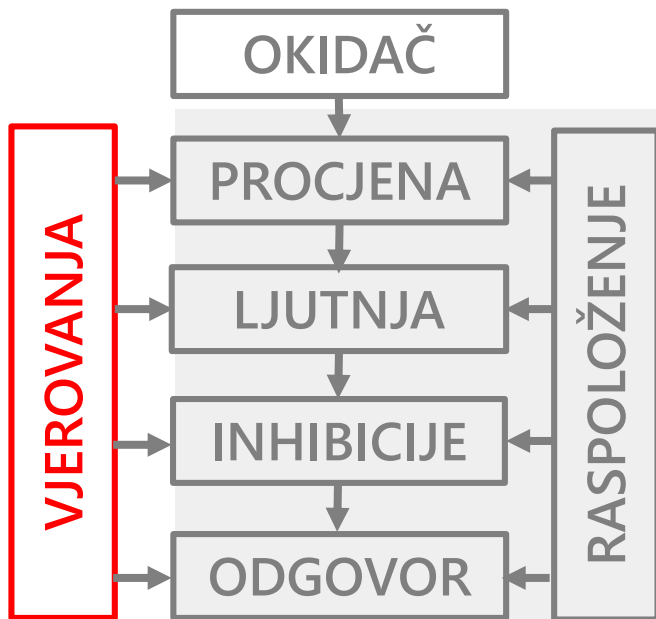 OKIDAČ
PROCJENA
LJUTNJA
INHIBICIJE
ODGOVOR
VJEROVANJA
RASPOLOŽENJE